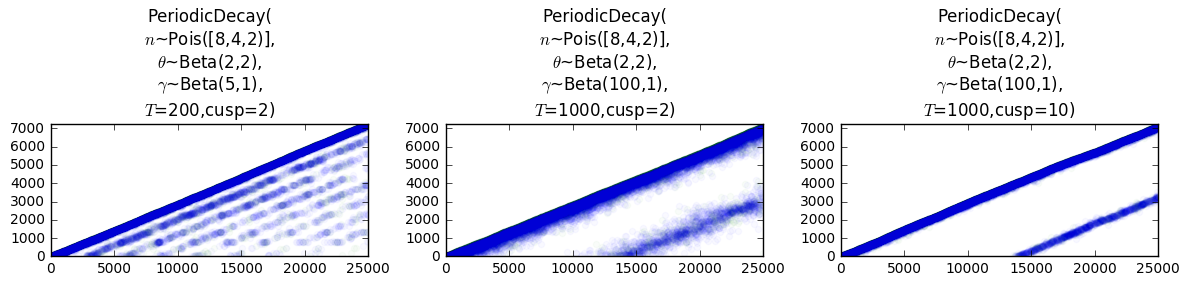 PeriodicDecay(
n~Pois([8,4,2)],
θ~Beta(2,2),
γ~Beta(5,1),
T=200,cusp=2)
7000
6000
5000
4000
3000
2000
1000
0
0 5000 10000 15000 20000 25000
PeriodicDecay(
n~Pois([8,4,2)],
θ~Beta(2,2),
γ~Beta(100,1),
T=1000,cusp=2)
7000
6000
5000
4000
3000
2000
1000
0
0 5000 10000 15000 20000 25000
PeriodicDecay(
n~Pois([8,4,2)],
θ~Beta(2,2),
γ~Beta(100,1),
T=1000,cusp=10)
7000
6000
5000
4000
3000
2000
1000
0
0 5000 10000 15000 20000 25000